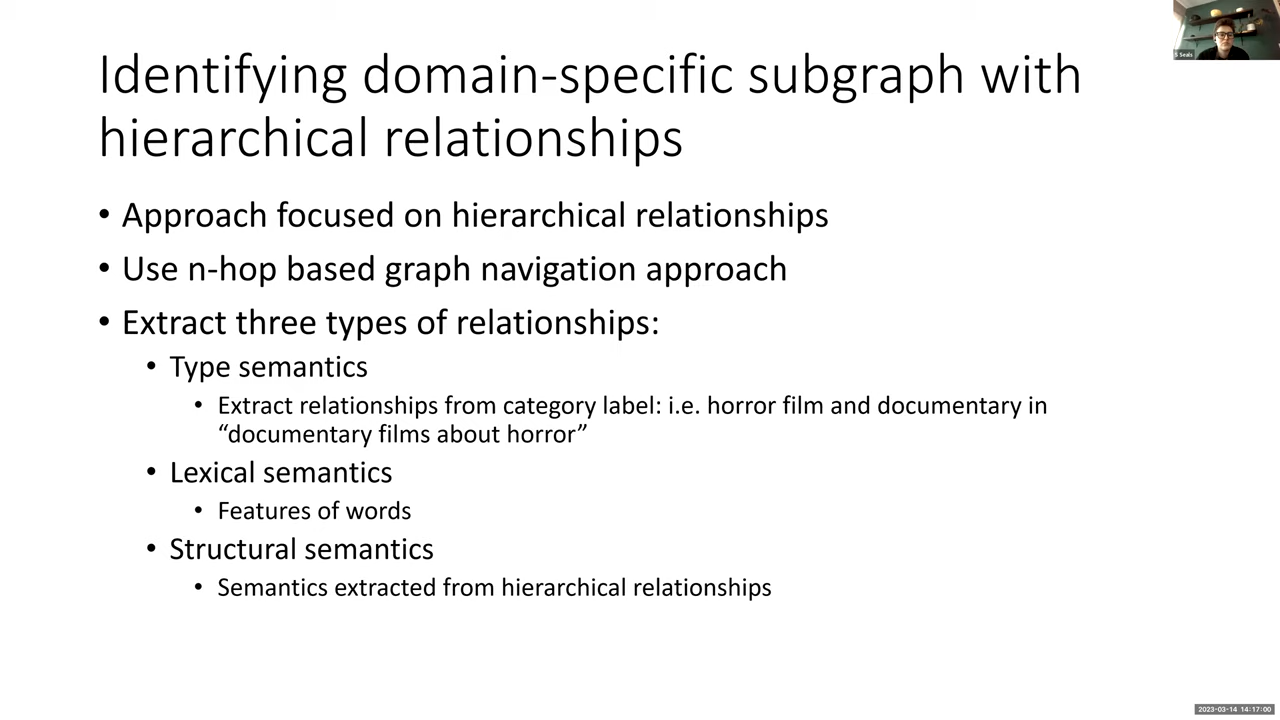 Identifying domain-specific subgraph with
hierarchical relationships
• Approach focused on hierarchical relationships
• Use n-hop based graph navigation approach
• Extract three types of relationships:
• Type semantics
• Extract relationships from category label: i.e. horror film and documentary in
“documentary films about horror”
• Lexical semantics
• Features of words
• Structural semantics
• Semantics extracted from hierarchical relationships
S Seals
2023-03-14 14:17:00